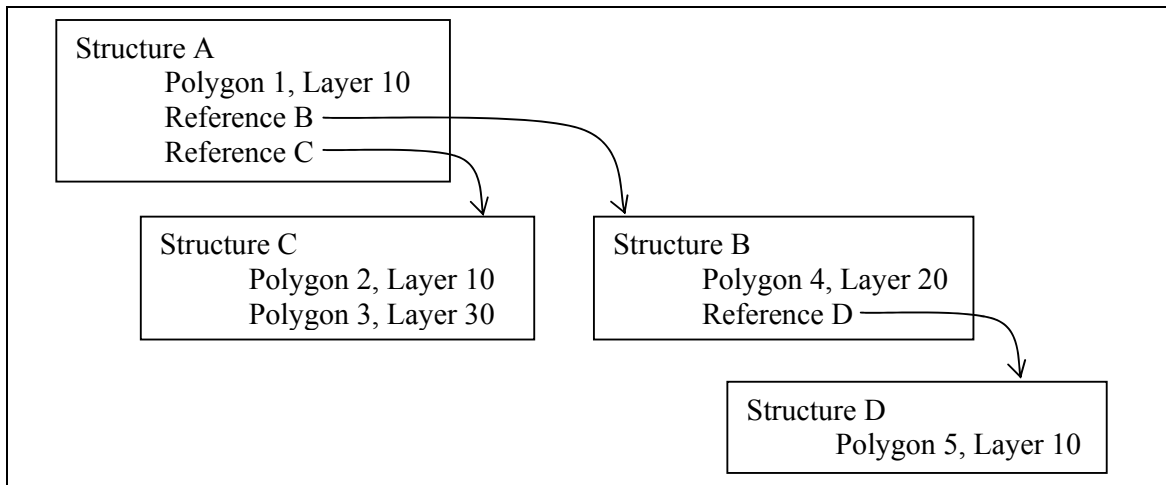 Structure A
Polygon 1, Layer 10
Reference B
Reference C
Structure C
Polygon 2, Layer 10
Polygon 3, Layer 30
Structure B
Polygon 4, Layer 20
Reference D
Structure D
Polygon 5, Layer 10